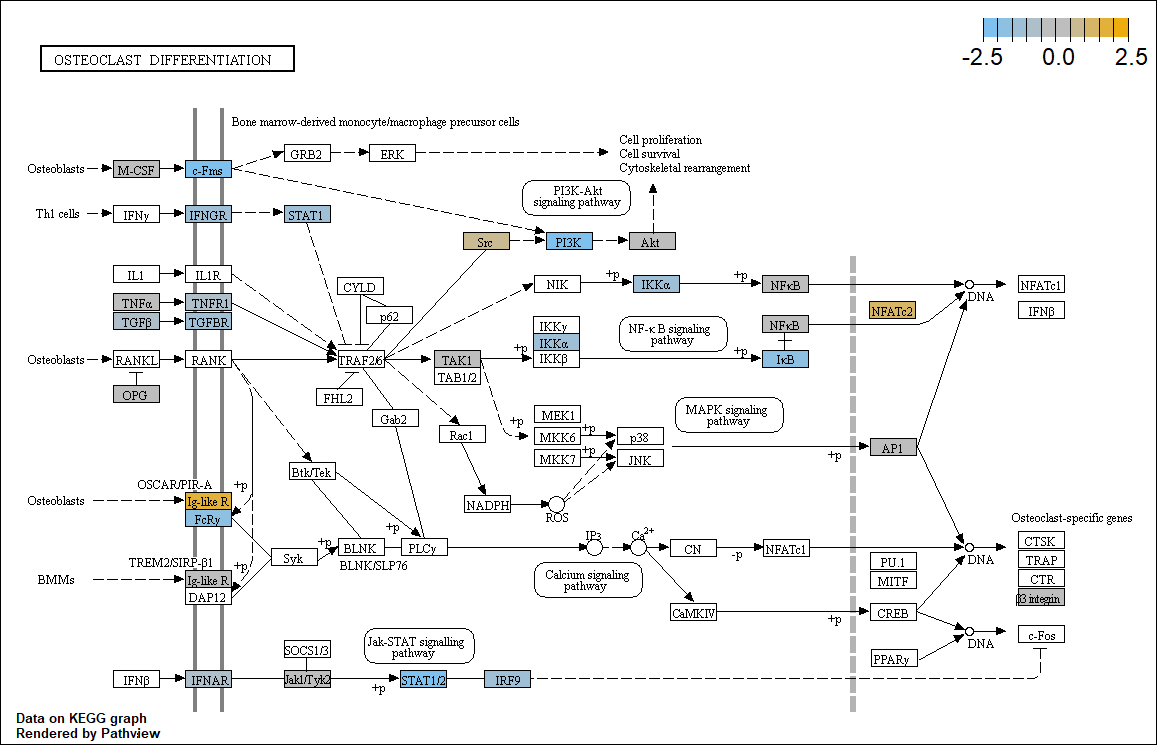 -2.5 0.0 2.5
OSTEOCLAST DIFFERENTIATION
Bone marrow-derived monocyte/macrophage precursor cells
Cell proliferation
Cell survival
Cytoskeletal rearrangement
GRB2 ERK
Osteoblasts M-CSF c-Fms
PI3K-Akt
signaling pathway
Th1 cells IFNγ IFNGR STAT1
Src PI3K Akt
IL1 IL1R
CYLD
NIK +p IKKα +p NFκB
DNA
NFATc1
IFNβ
TNFα TNFR1
p62
NFATc2
TGFβ TGFBR
IKKγ
IKKα
IKKβ
NF-κ B signaling
pathway
NFκB
Osteoblasts RANKL RANK TRAF2/6 TAK1 +p +p IκB
TAB1/2
OPG
FHL2
Gab2
Rac1
+p
MEK1
MKK6 +p p38
MKK7 +p JNK
MAPK signaling
pathway
+p AP1
Btk/Tek
OSCAR/PIR-A +p
Osteoblasts Ig-like R
FcRγ
NADPH ROS
Osteoclast-specific genes
+p
Syk +p BLNK PLCγ
BLNK/SLP76
IP3 Ca2+ CN -p NFATc1
DNA
CTSK
TRAP
CTR
β3 integrin
PU.1
MITF
TREM2/SIRP-β1 +p
BMMs Ig-like R
DAP12
Calcium signaling
pathway
CaMKIV +p CREB
DNA
c-Fos
PPARγ
SOCS1/3
Jak-STAT signalling
pathway
IFNβ IFNAR Jak1/Tyk2 +p STAT1/2 IRF9
Data on KEGG graph
Rendered by Pathview